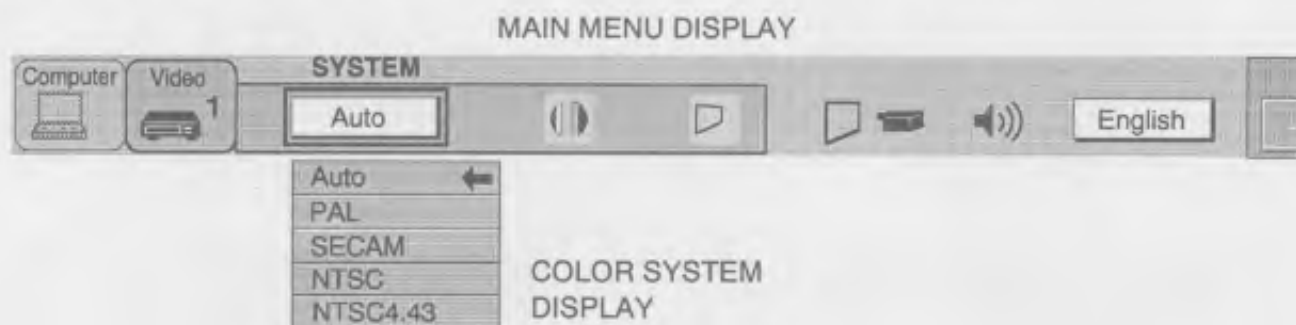 MAIN MENU DISPLAY
Computer Video SYSTEM
1
Auto English
Auto
PAL
SECAM
NTSC
NTSC4.43
COLOR SYSTEM
DISPLAY